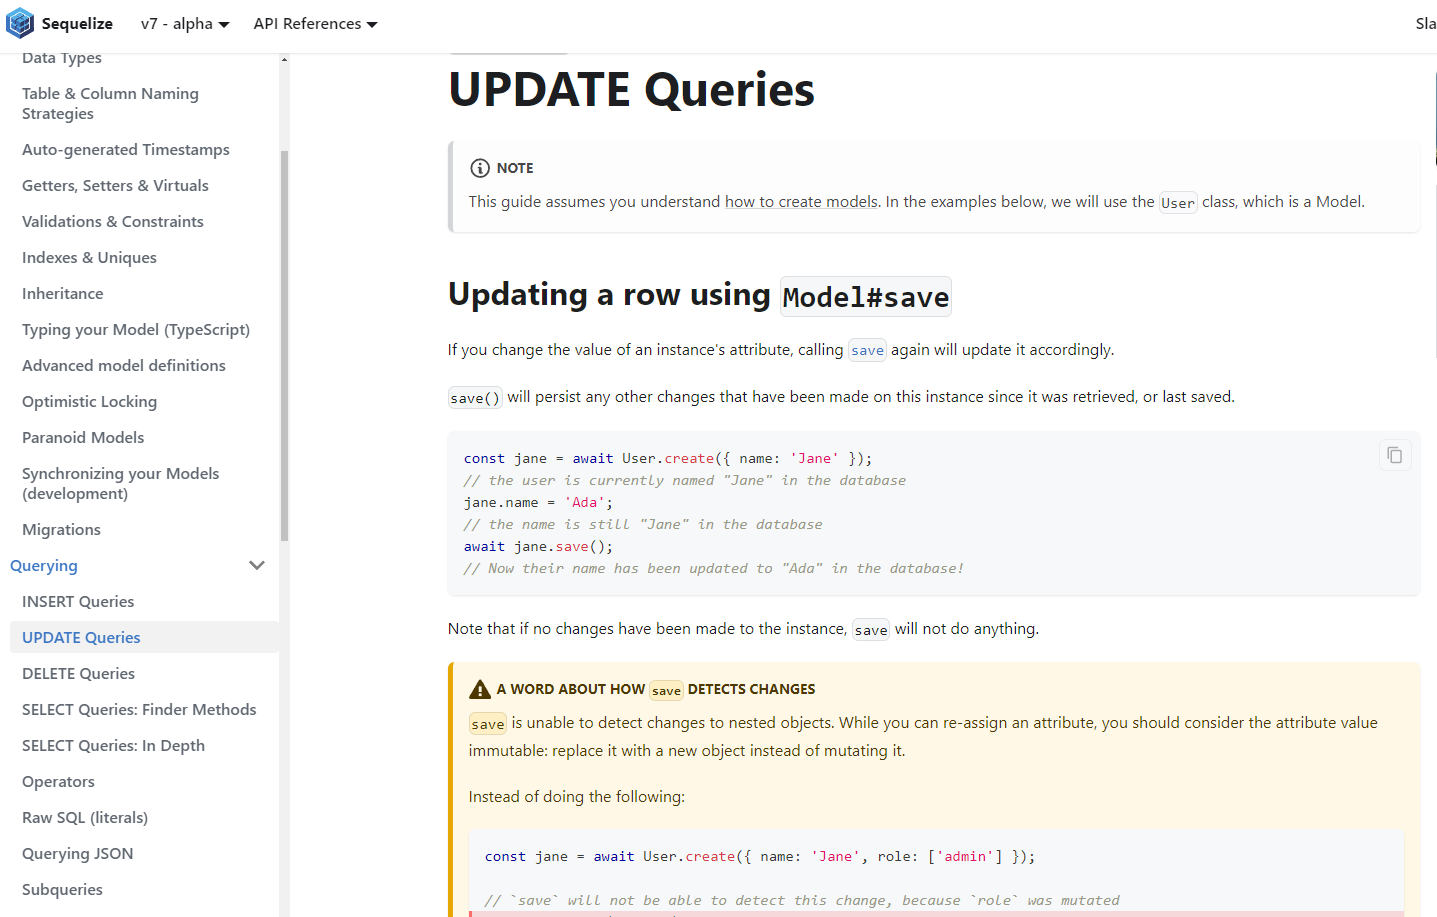 Sequelize
v7 - alpha
API References
Sla
Data Types
Table & Column Naming
Strategies
Auto-generated Timestamps
Getters, Setters & Virtuals
Validations & Constraints
Indexes & Uniques
Inheritance
Typing your Model (TypeScript)
Advanced model definitions
Optimistic Locking
Paranoid Models
Synchronizing your Models
(development)
Migrations
Querying
INSERT Queries
UPDATE Queries
DELETE Queries
SELECT Queries: Finder Methods
SELECT Queries: In Depth
Operators
Raw SQL (literals)
Querying JSON
Subqueries
UPDATE Queries
NOTE
This guide assumes you understand how to create models. In the examples below, we will use the User class, which is a Model.
Updating a row using Model#save
If you change the value of an instance's attribute, calling save again will update it accordingly.
save() will persist any other changes that have been made on this instance since it was retrieved, or last saved.
const jane = await User.create({ name: 'Jane' });
// the user is currently named "Jane" in the database
jane.name = 'Ada';
// the name is still "Jane" in the database
await jane.save();
// Now their name has been updated to "Ada" in the database!
Note that if no changes have been made to the instance, save will not do anything.
A WORD ABOUT HOW save DETECTS CHANGES
save is unable to detect changes to nested objects. While you can re-assign an attribute, you should consider the attribute value
immutable: replace it with a new object instead of mutating it.
Instead of doing the following:
const jane = await User.create({ name: 'Jane', role: ['admin'] });
// `save` will not be able to detect this change, because `role` was mutated